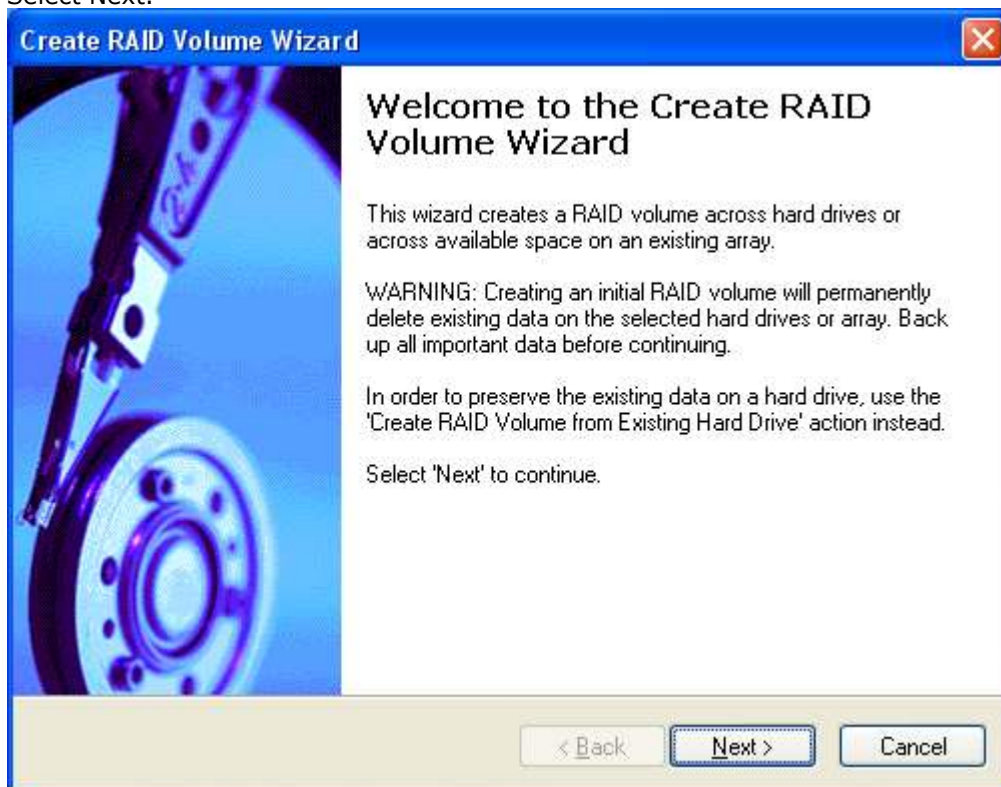 Select Next.
Create RAID Volume Wizard
Welcome to the Create RAID
Volume Wizard
This wizard creates a RAID volume across hard drives or
across available space on an existing array.
WARNING: Creating an initial RAID volume will permanently
delete existing data on the selected hard drives or array. Back
up all important data before continuing.
In order to preserve the existing data on a hard drive, use the
'Create RAID Volume from Existing Hard Drive' action instead.
Select 'Next' to continue.
< Back
Next >
Cancel